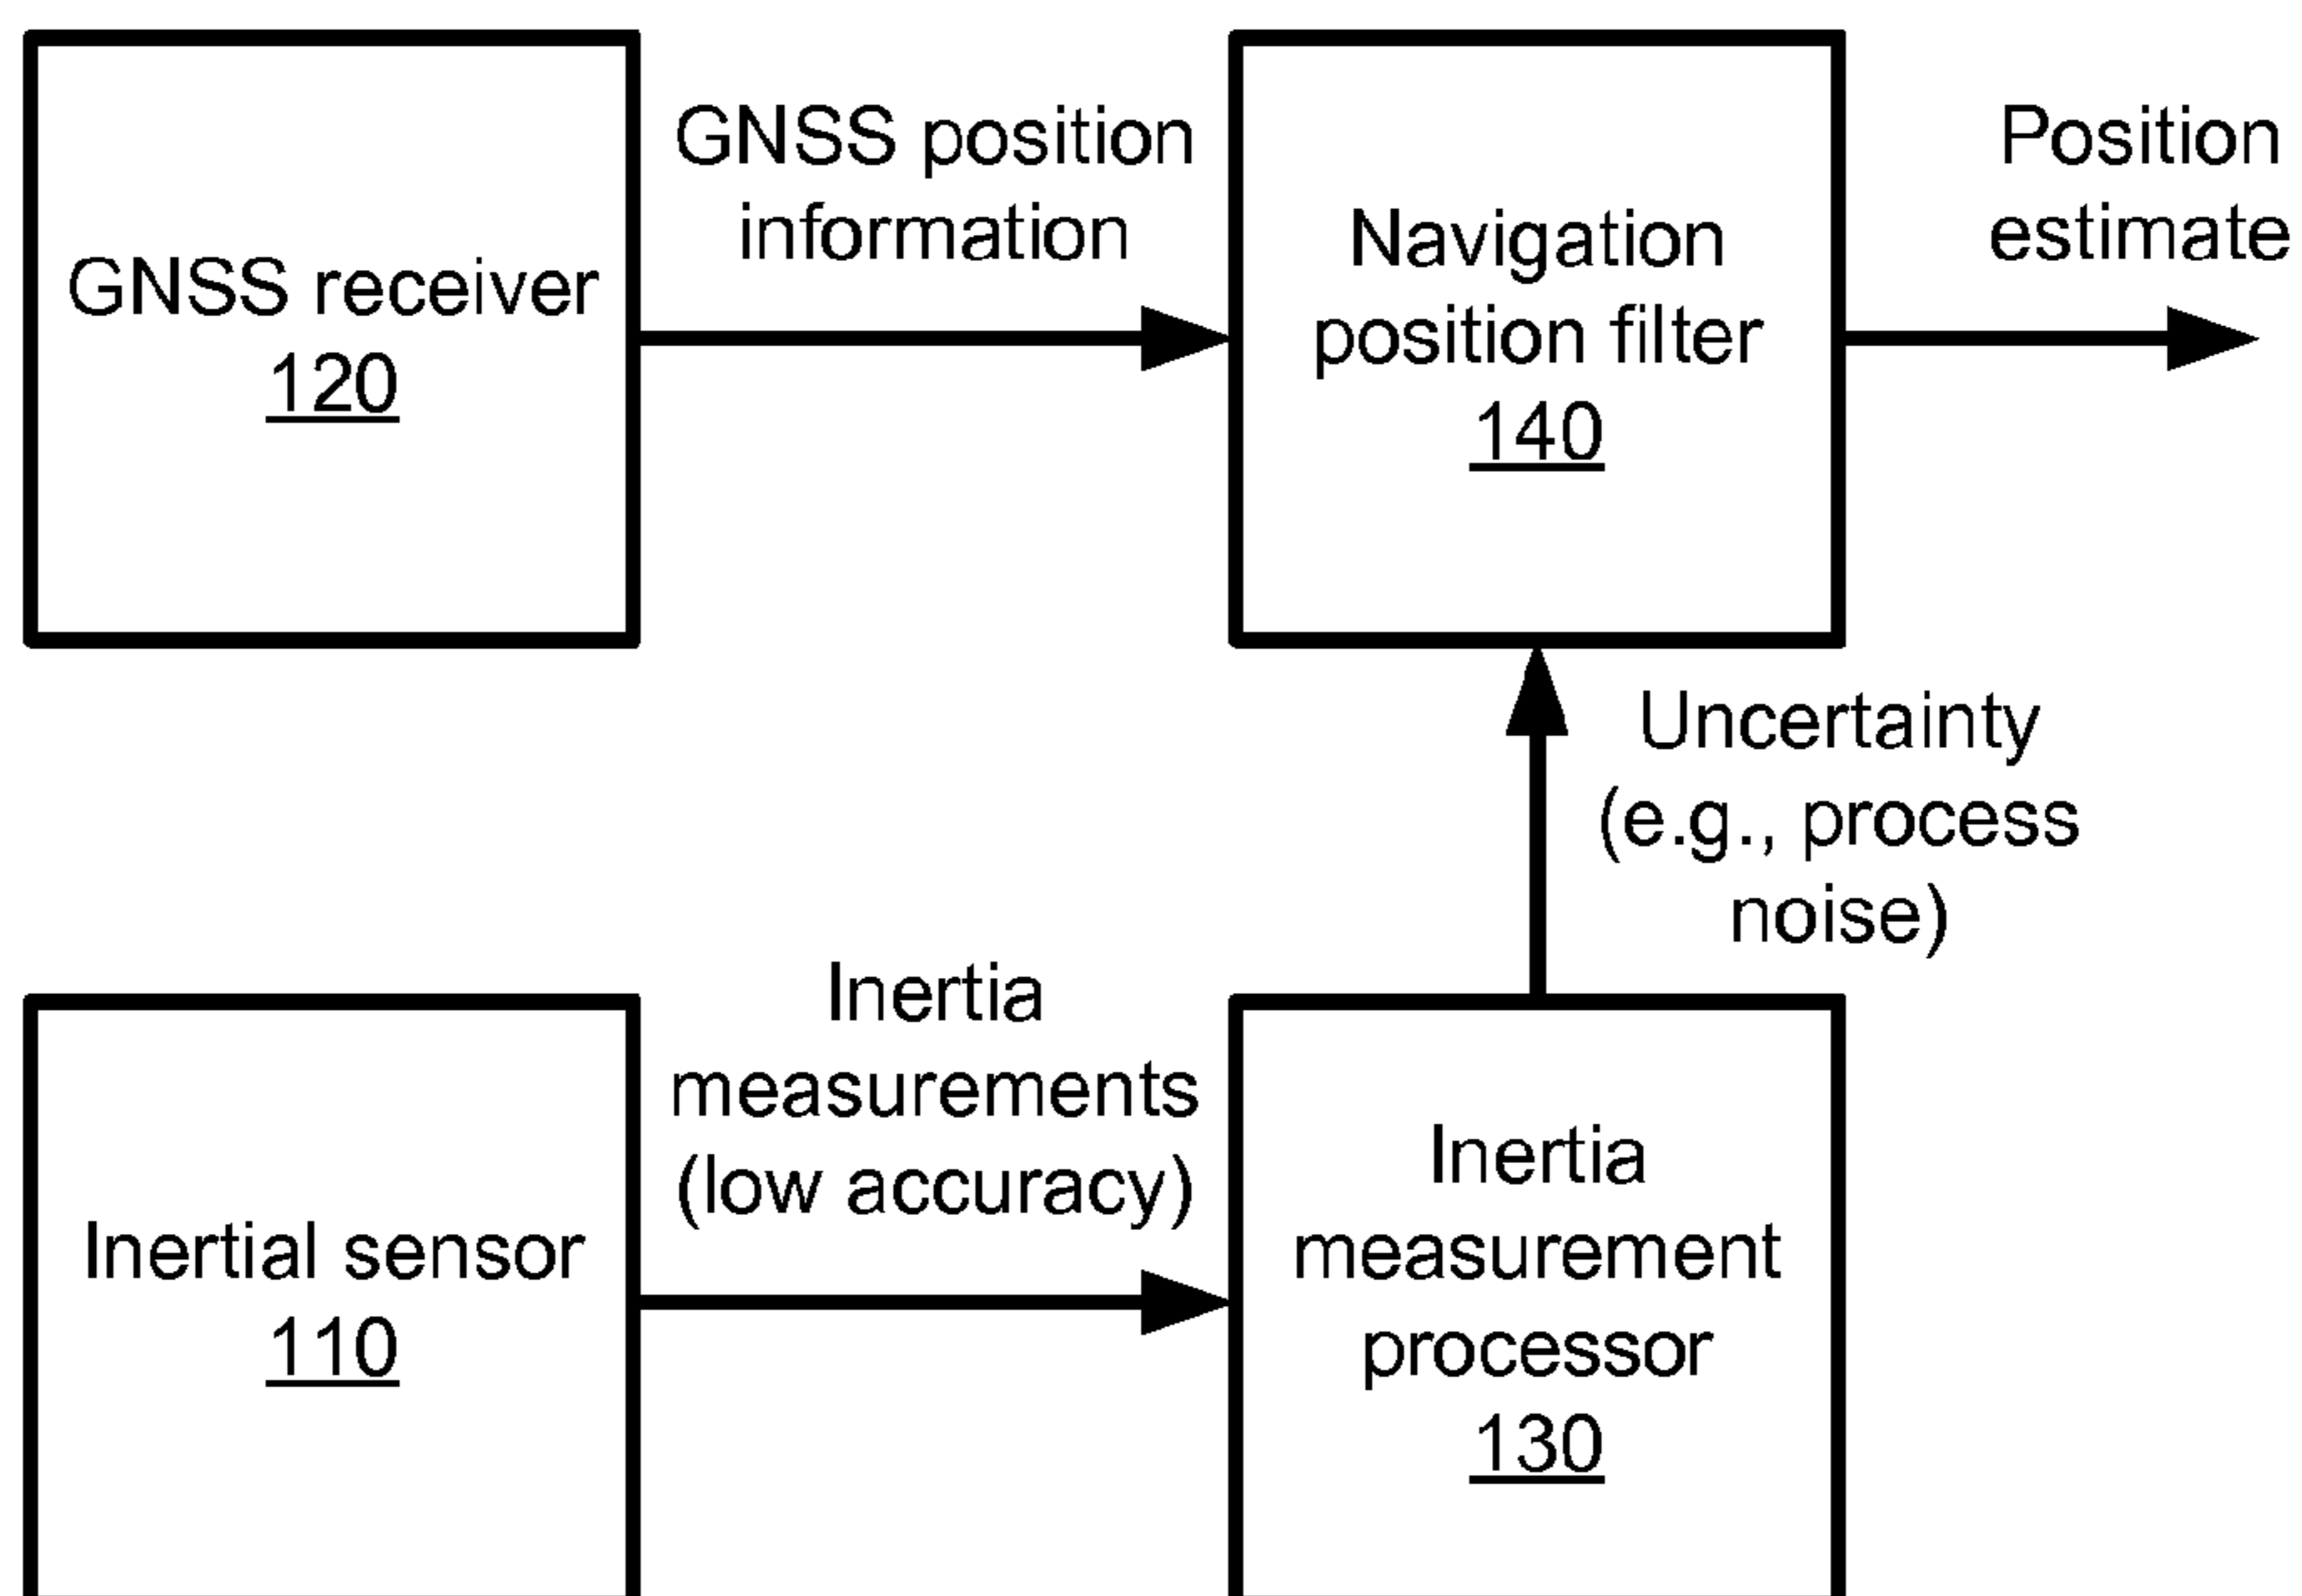 GNSS receiver
120
GNSS position
information
Navigation
position filter
140
Position
estimate
Uncertainty
(e.g., process
noise)
Inertial sensor
110
Inertia
measurements
(low accuracy)
Inertia
measurement
processor
130